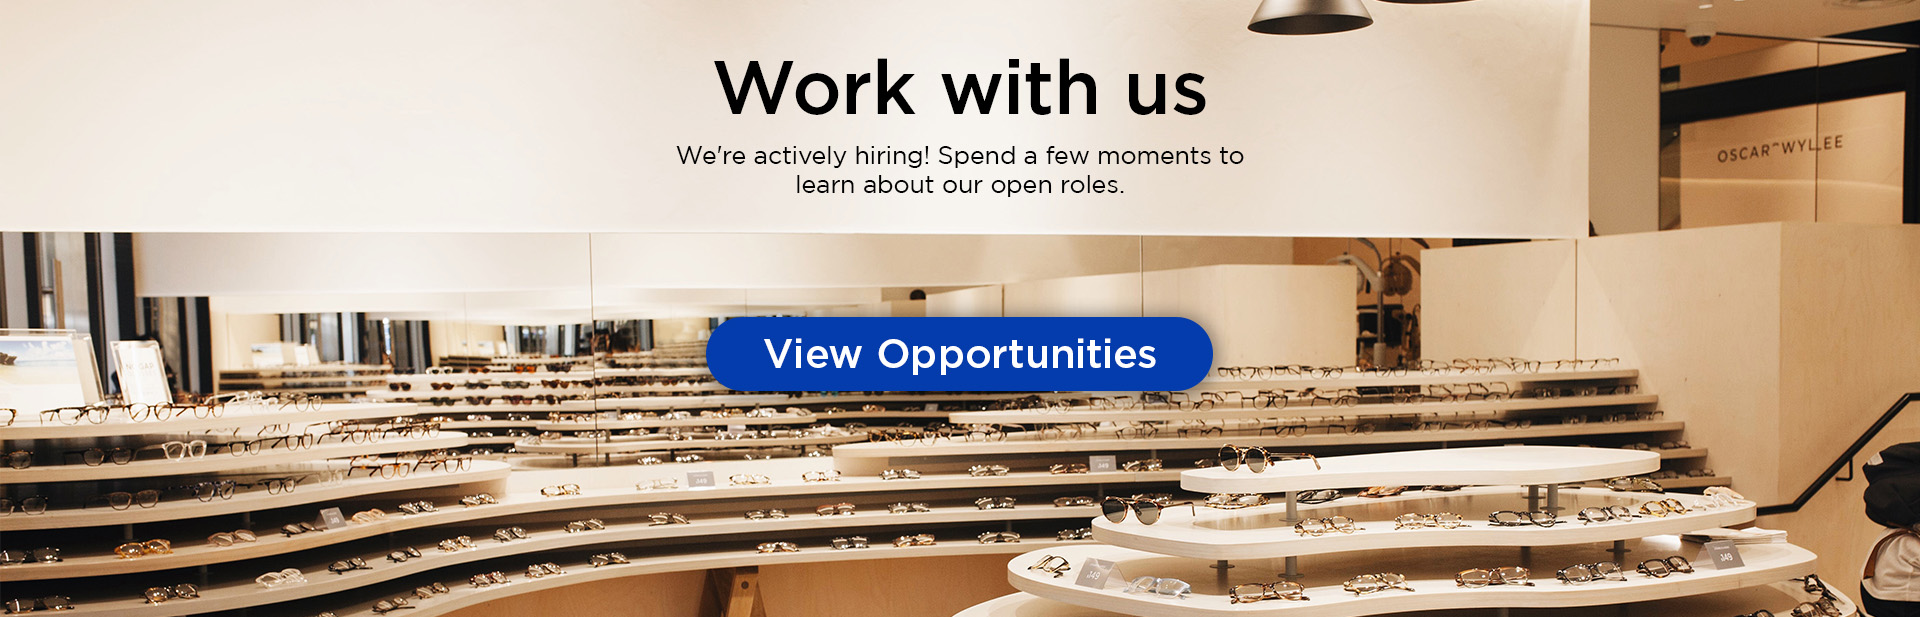 Work with us
We're actively hiring! Spend a few moments to
learn about our open roles.
OSCAR WYLEE
View Opportunities